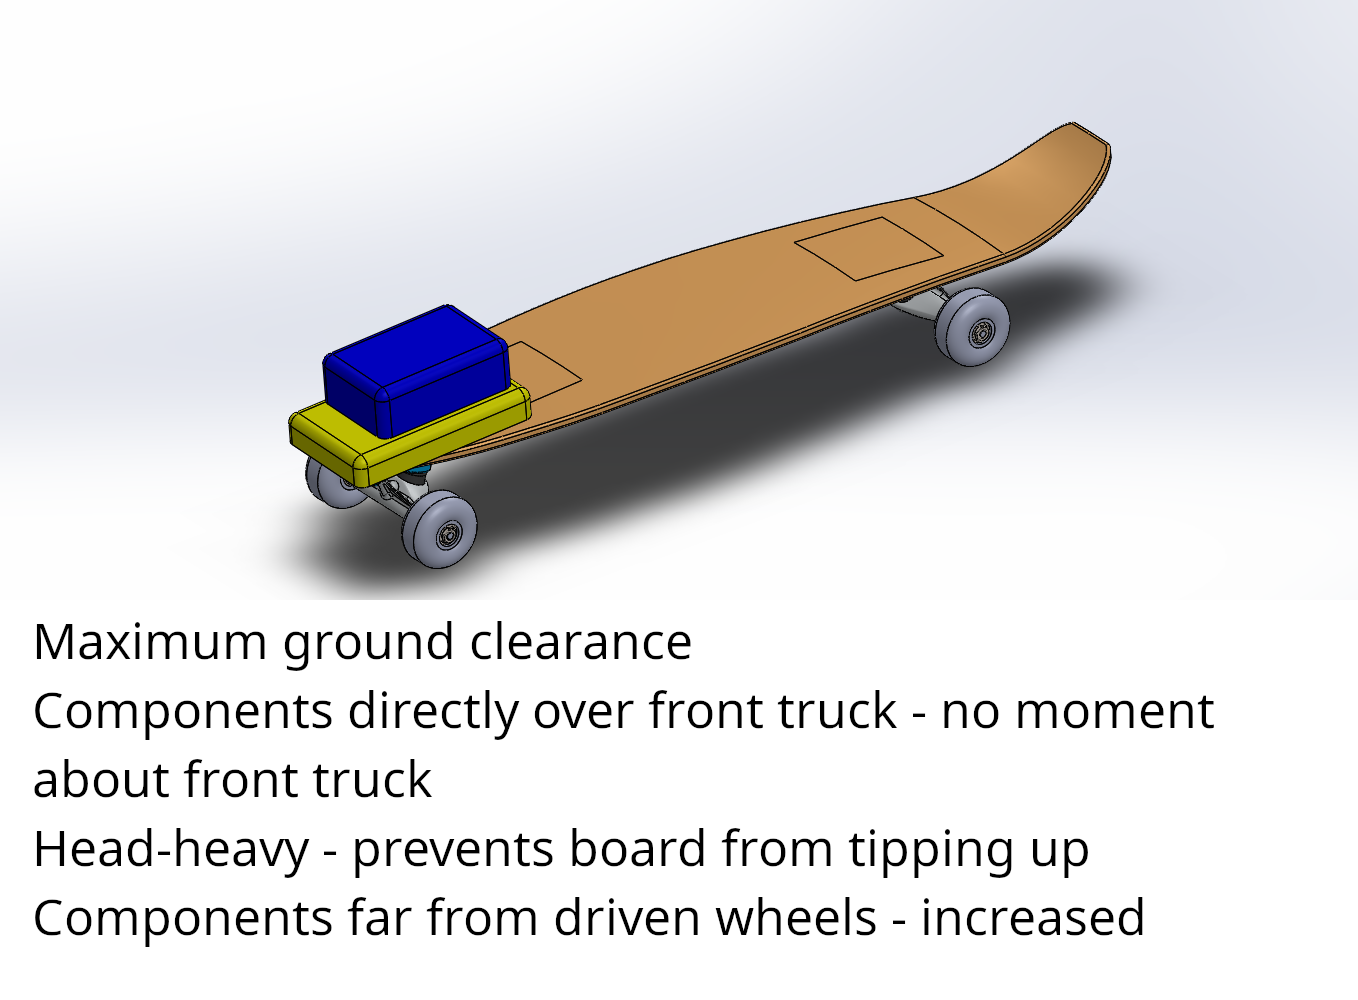 Maximum ground clearance
Components directly over front truck - no moment
about front truck
Head-heavy - prevents board from tipping up
Components far from driven wheels - increased